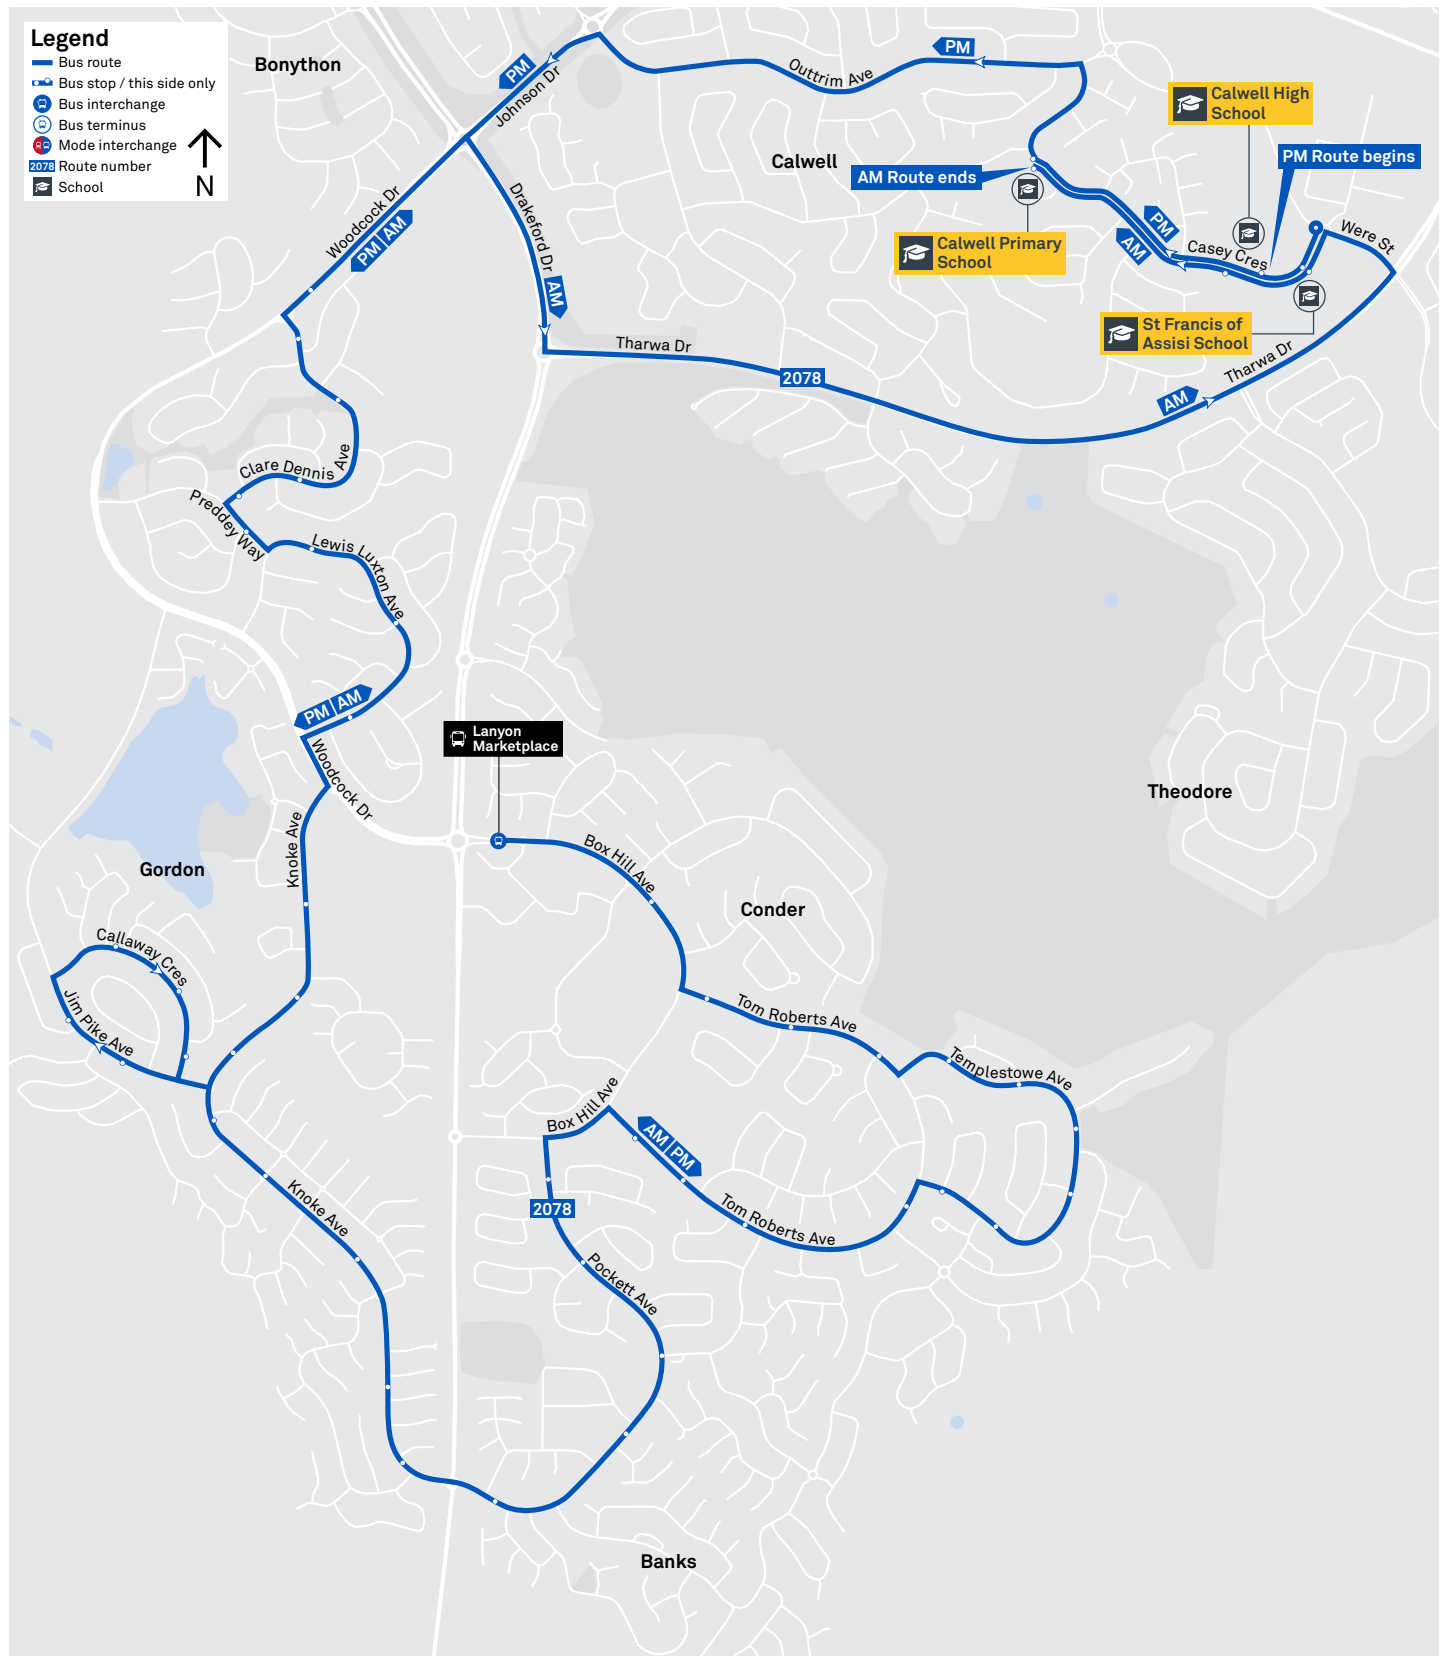 Legend
Bus route
Bus stop / this side only
Bus interchange
Bus terminus
Mode interchange
2078 Route number
School
N
Bonython
PM
Johnson Dr
PM
Outtrim Ave
Calwell High
School
Calwell
AM Route ends
PM Route begins
Woodcock Dr
PM AM
Drakeford Dr
AM
Calwell Primary
School
PM
AM
Casey Cres
Were St
St Francis of
Assisi School
Tharwa Dr
2078
Tharwa Dr
AM
Clare Dennis Ave
Preddey Way
Lewis Luxton Ave
PM AM
Woodcock Dr
Lanyon
Marketplace
Theodore
Knoke Ave
Box Hill Ave
Gordon
Conder
Callaway Cres
Jim Pike Ave
Tom Roberts Ave
Templestowe Ave
Box Hill Ave
AM PM
Knoke Ave
2078
Tom Roberts Ave
Pockett Ave
Banks